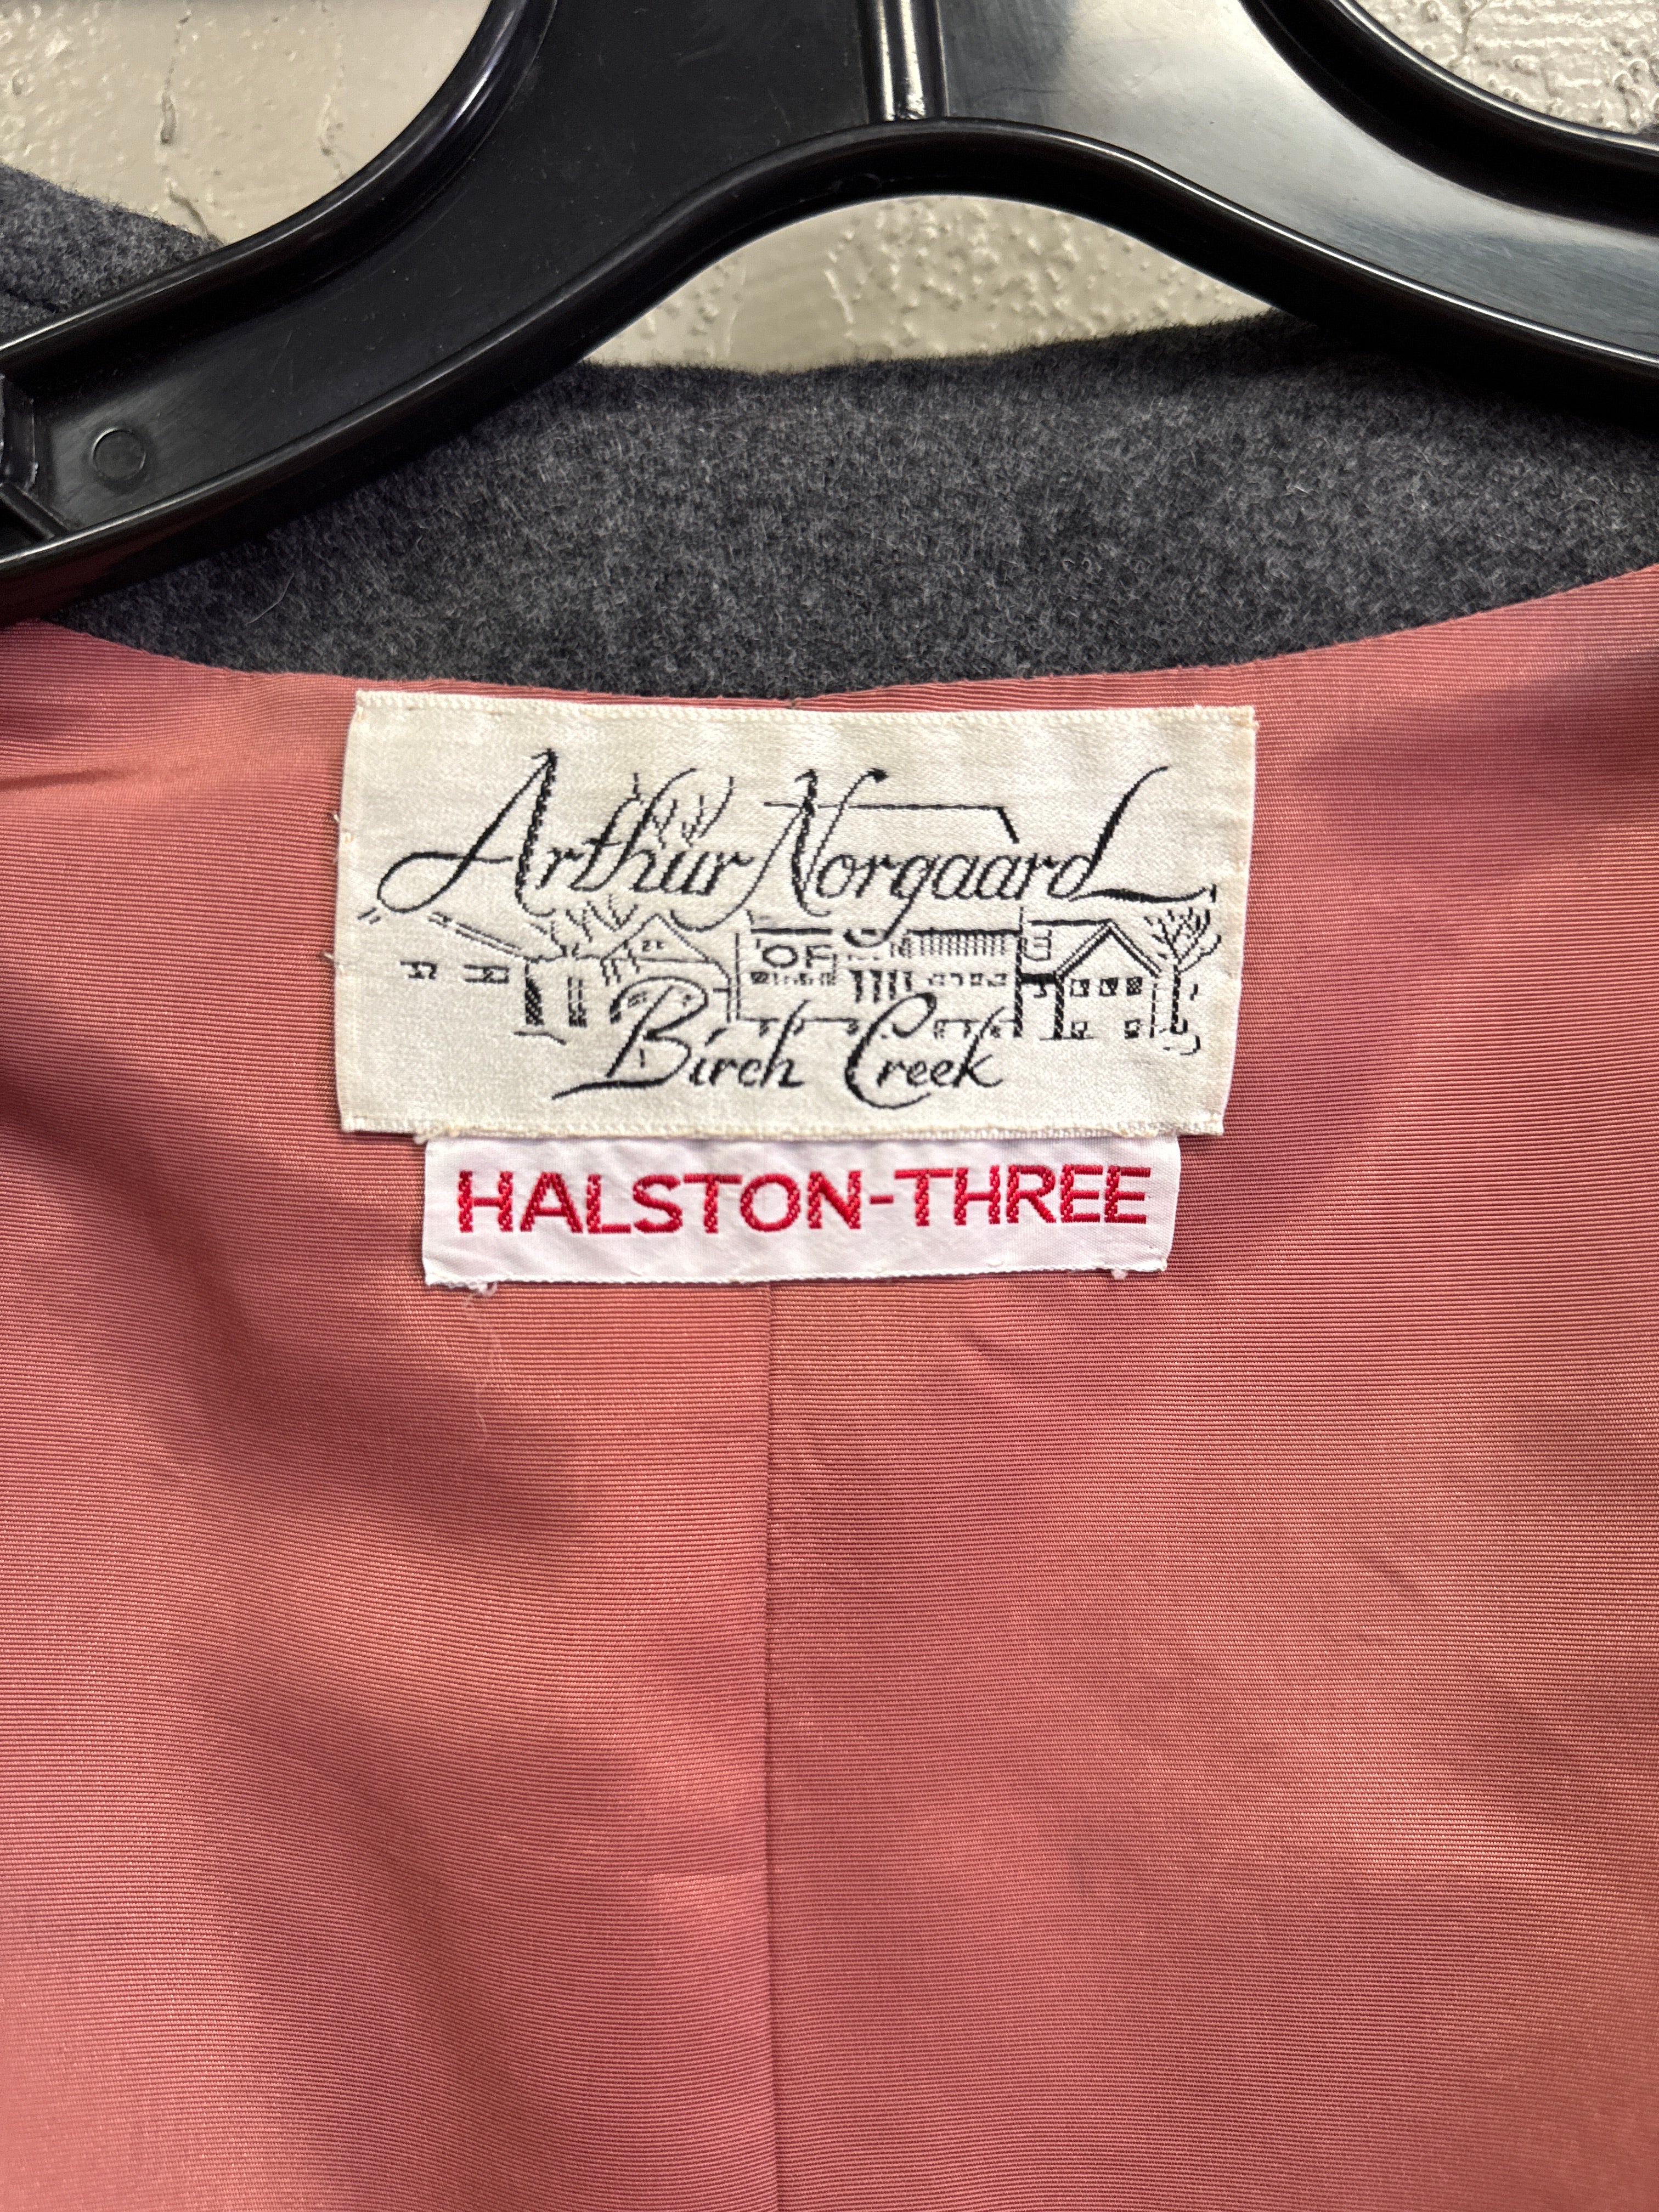 Arthur Norgaard
OF
Birch Creek
HALSTON-THREE